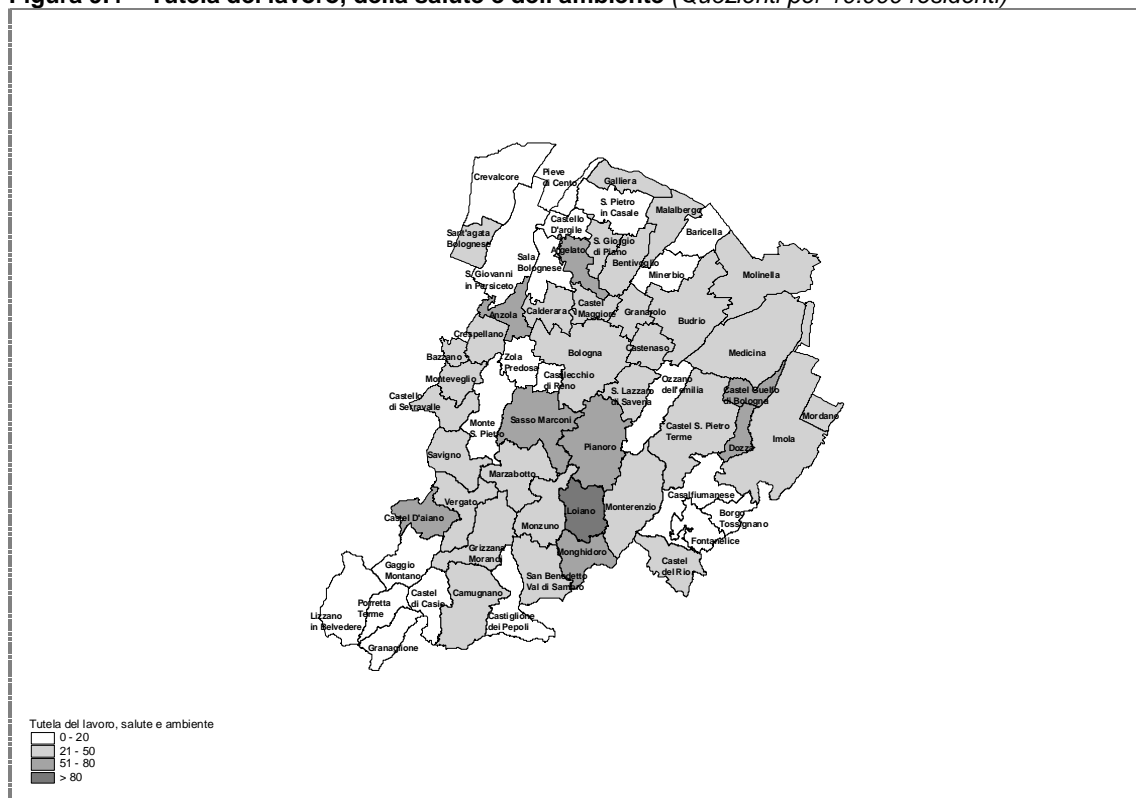 Tutela del lavoro, della salute e dell'ambiente (Quozienti per 10.000 residenti)
Crevalcore
Pieve
di Cento
Galliera
S. Pietro
in Casale
Malalbergo
Baricella
Castello
D'argile
Sant'agata
Bolognese
Argelato
S. Giorgio
di Piano
Bentivoglio
Sala
Bolognese
Minerbio
Molinella
S. Giovanni
in Persiceto
Anzola
Calderara
Castel
Maggiore
Granarolo
Budrio
Crespellano
Bazzano
Zola
Predosa
Bologna
Castenaso
Medicina
Monteveglio
Casalecchio
di Reno
Ozzano
dell'emilia
Castello
di Serravalle
S. Lazzaro
di Savena
Castel Guelfo
di Bologna
Mordano
Monte
S. Pietro
Sasso Marconi
Castel S. Pietro
Terme
Imola
Pianoro
Dozza
Savigno
Marzabotto
Vergato
Casalfiumanese
Castel D'aiano
Loiano
Monterenzio
Borgo
Tossignano
Monzuno
Fontanelice
Grizzana
Morandi
Monghidoro
Gaggio
Montano
Castel
del Rio
San Benedetto
Val di Sambro
Castel
di Casio
Camugnano
Porretta
Terme
Lizzano
in Belvedere
Castiglione
dei Pepoli
Granaglione
Tutela del lavoro, salute e ambiente
0 - 20
21 - 50
51 - 80
> 80